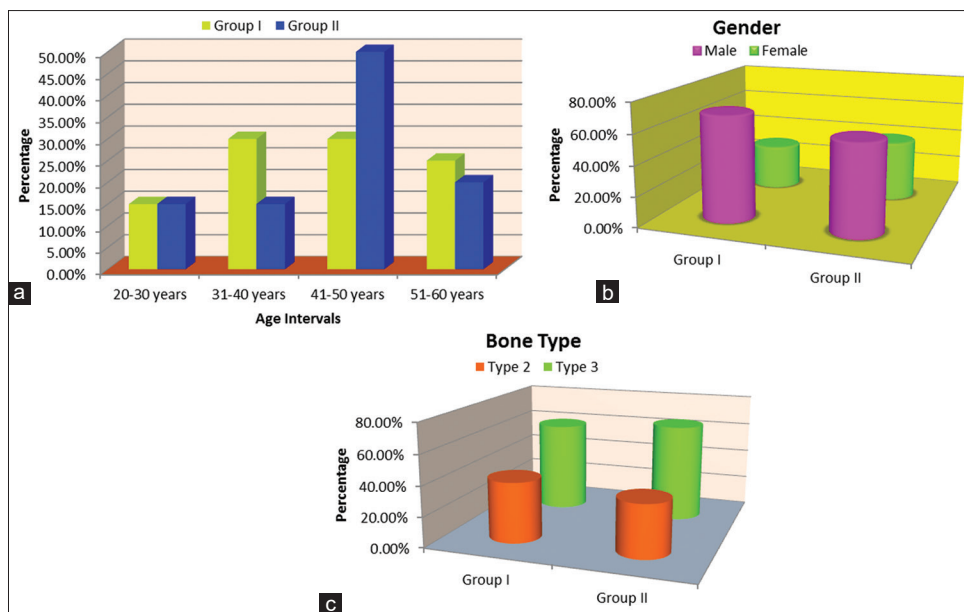 Group I Group II
50.00%
45.00%
40.00%
35.00%
30.00%
25.00%
20.00%
15.00%
10.00%
5.00%
0.00%
Percentage
20-30 years 31-40 years 41-50 years 51-60 years
Age Intervals
a
Gender
Male Female
80.00%
60.00%
40.00%
20.00%
0.00%
Percentage
Group I
Group II
b
Bone Type
Type 2 Type 3
80.00%
60.00%
40.00%
20.00%
0.00%
Percentage
Group I
Group II
c